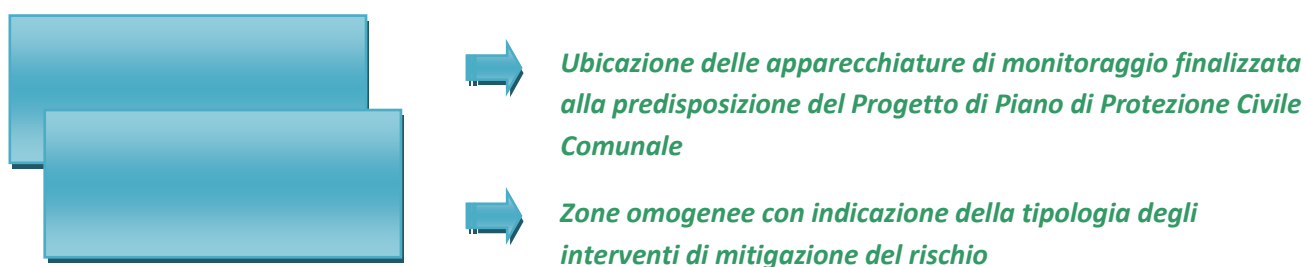 Ubicazione delle apparecchiature di monitoraggio finalizzata
alla predisposizione del Progetto di Piano di Protezione Civile
Comunale
Zone omogenee con indicazione della tipologia degli
interventi di mitigazione del rischio